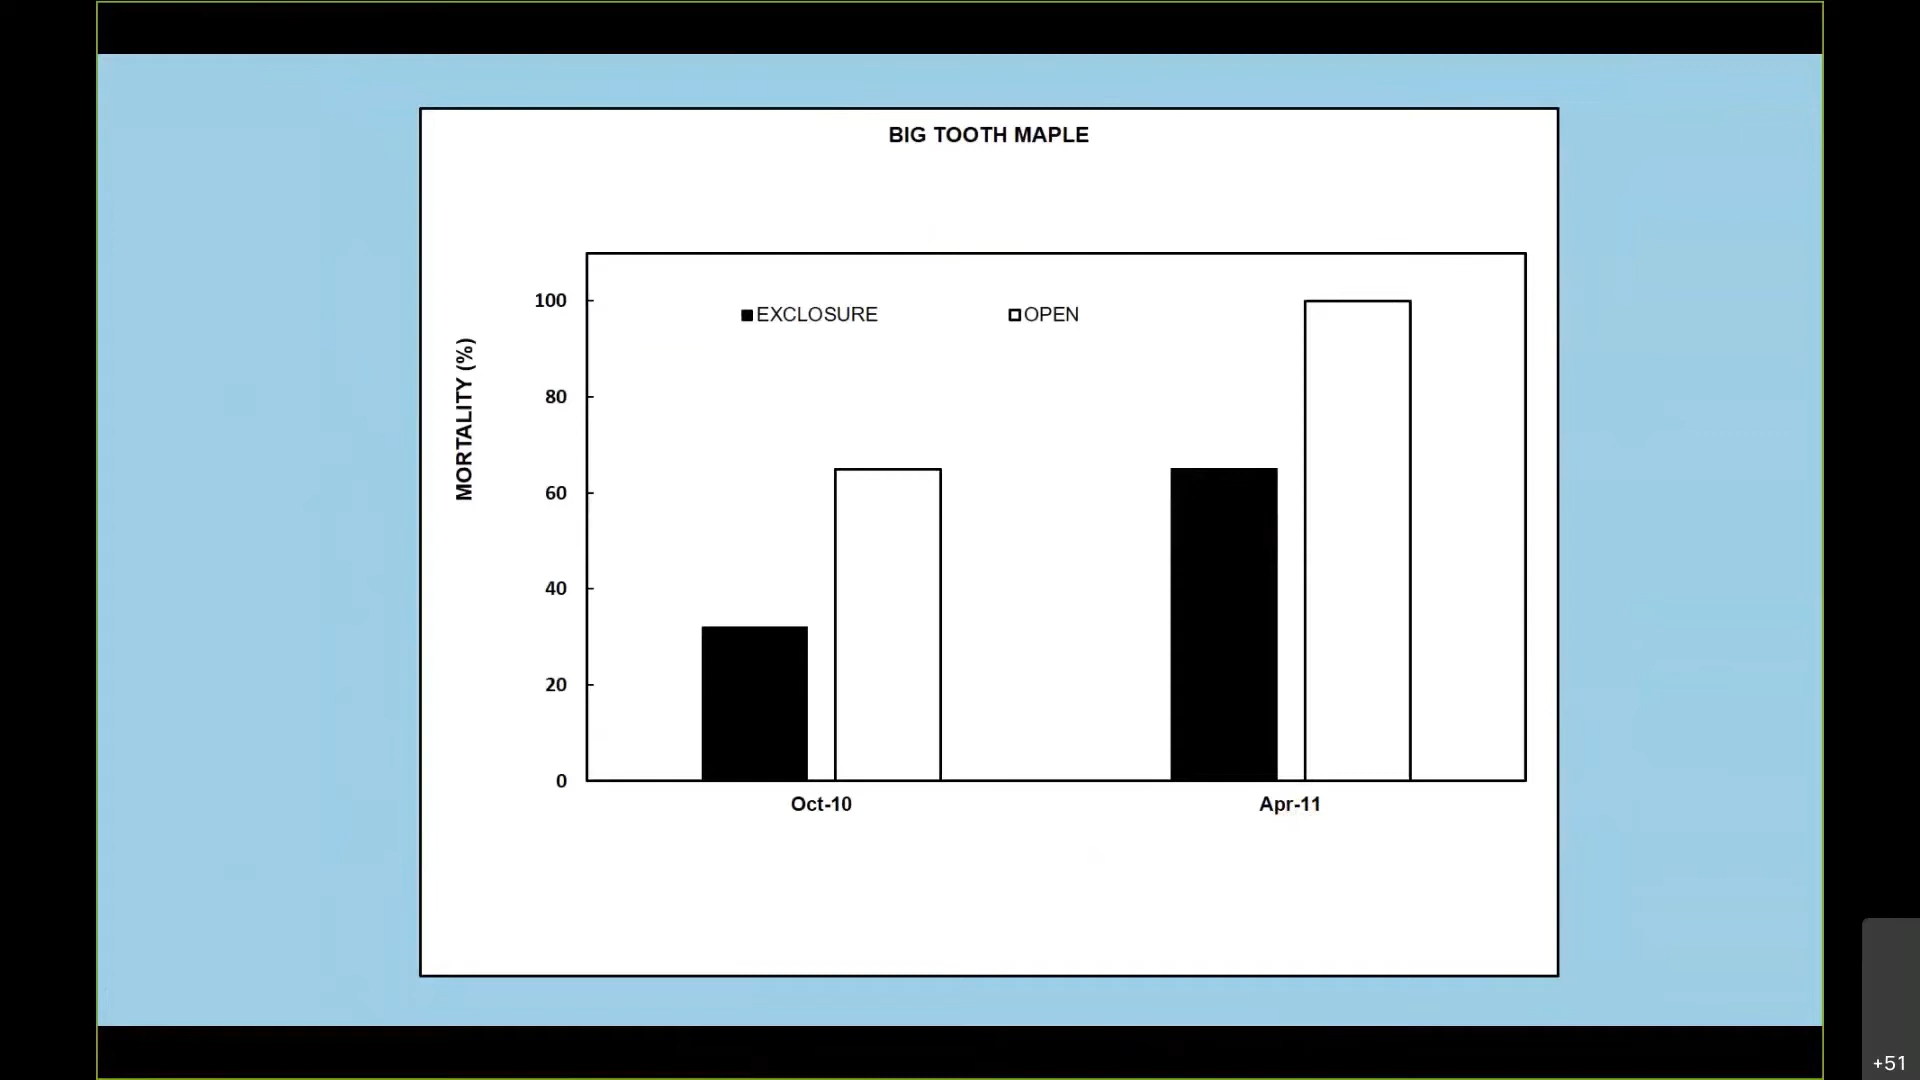 BIG TOOTH MAPLE
MORTALITY (%)
100
80
60
40
20
0
EXCLOSURE
OPEN
Oct-10
Apr-11
+51